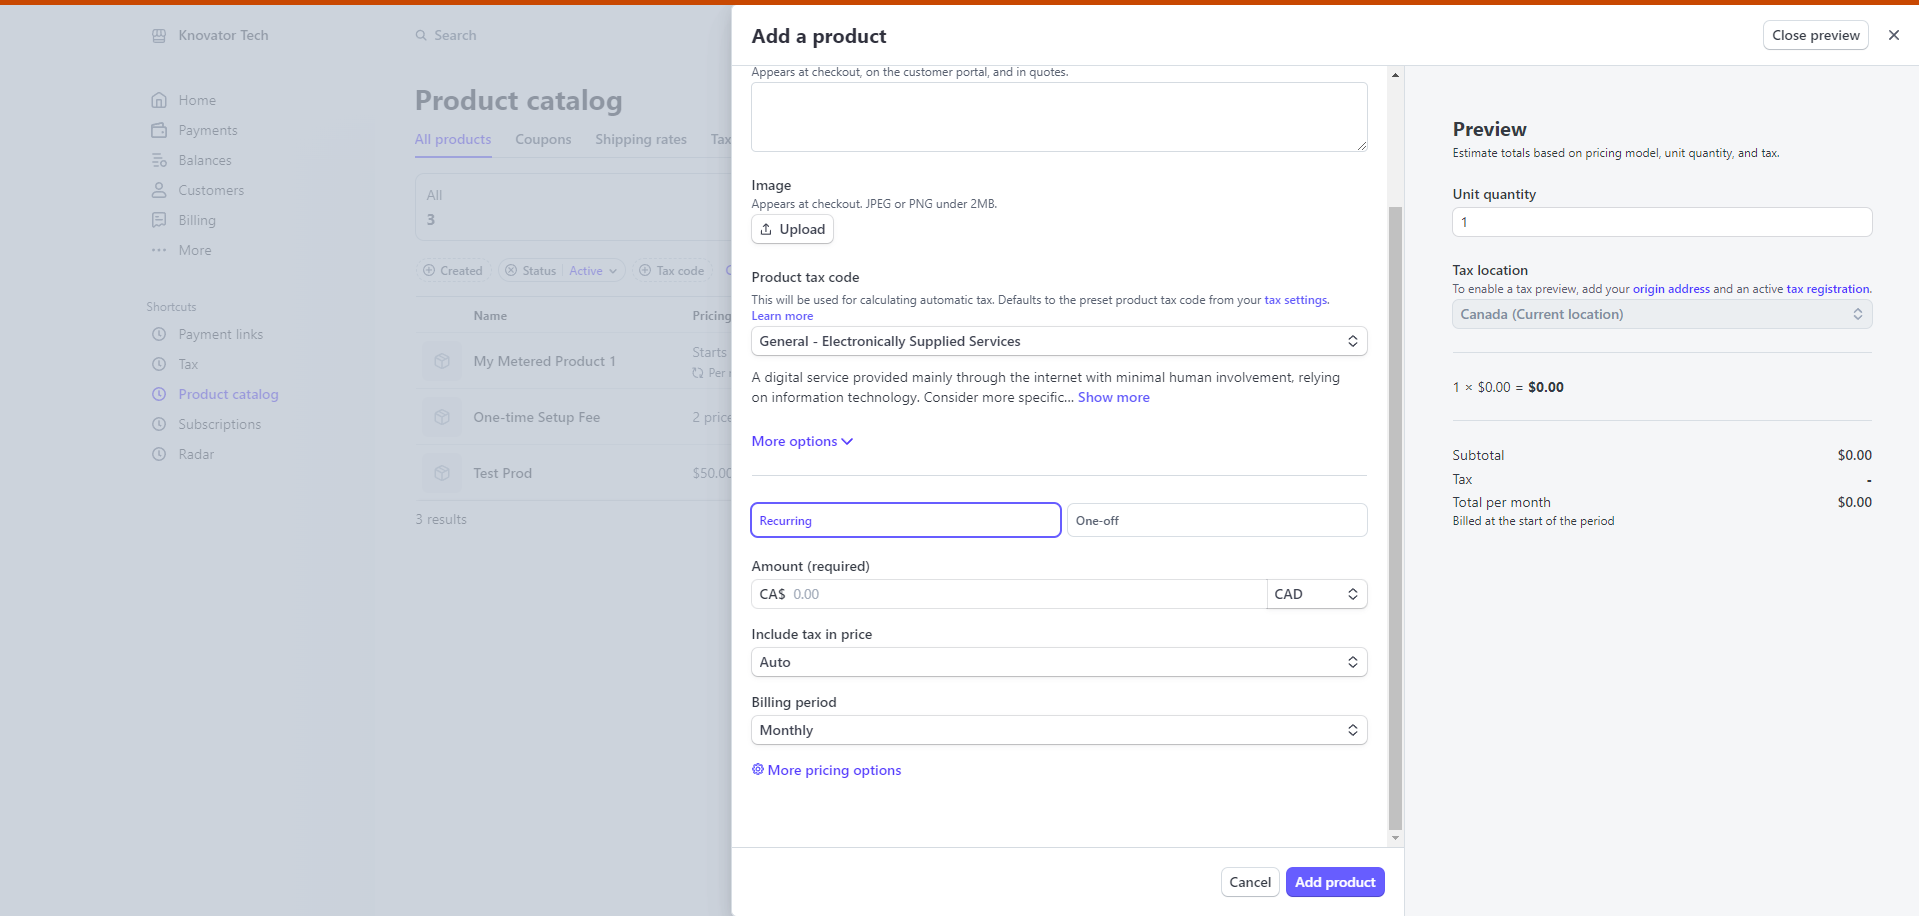 Knovator Tech
Search
Home
Payments
Balances
Customers
Billing
More
Shortcuts
Payment links
Tax
Product catalog
Subscriptions
Radar
Product catalog
All products
Coupons
Shipping rates
Tax
All
3
Created
Status
Active
Tax code
Name
Pricing
My Metered Product 1
Starts
Per
One-time Setup Fee
2 price
Test Prod
$50.00
3 results
Add a product
Close preview
Appears at checkout, on the customer portal, and in quotes.
Image
Appears at checkout. JPEG or PNG under 2MB.
Upload
Product tax code
This will be used for calculating automatic tax. Defaults to the preset product tax code from your tax settings.
Learn more
General - Electronically Supplied Services
A digital service provided mainly through the internet with minimal human involvement, relying
on information technology. Consider more specific... Show more
More options
Recurring
One-off
Amount (required)
CA$ 0.00
CAD
Include tax in price
Auto
Billing period
Monthly
More pricing options
Cancel
Add product
Preview
Estimate totals based on pricing model, unit quantity, and tax.
Unit quantity
1
Tax location
To enable a tax preview, add your origin address and an active tax registration.
Canada (Current location)
1 × $0.00 = $0.00
Subtotal
$0.00
Tax
-
Total per month
$0.00
Billed at the start of the period